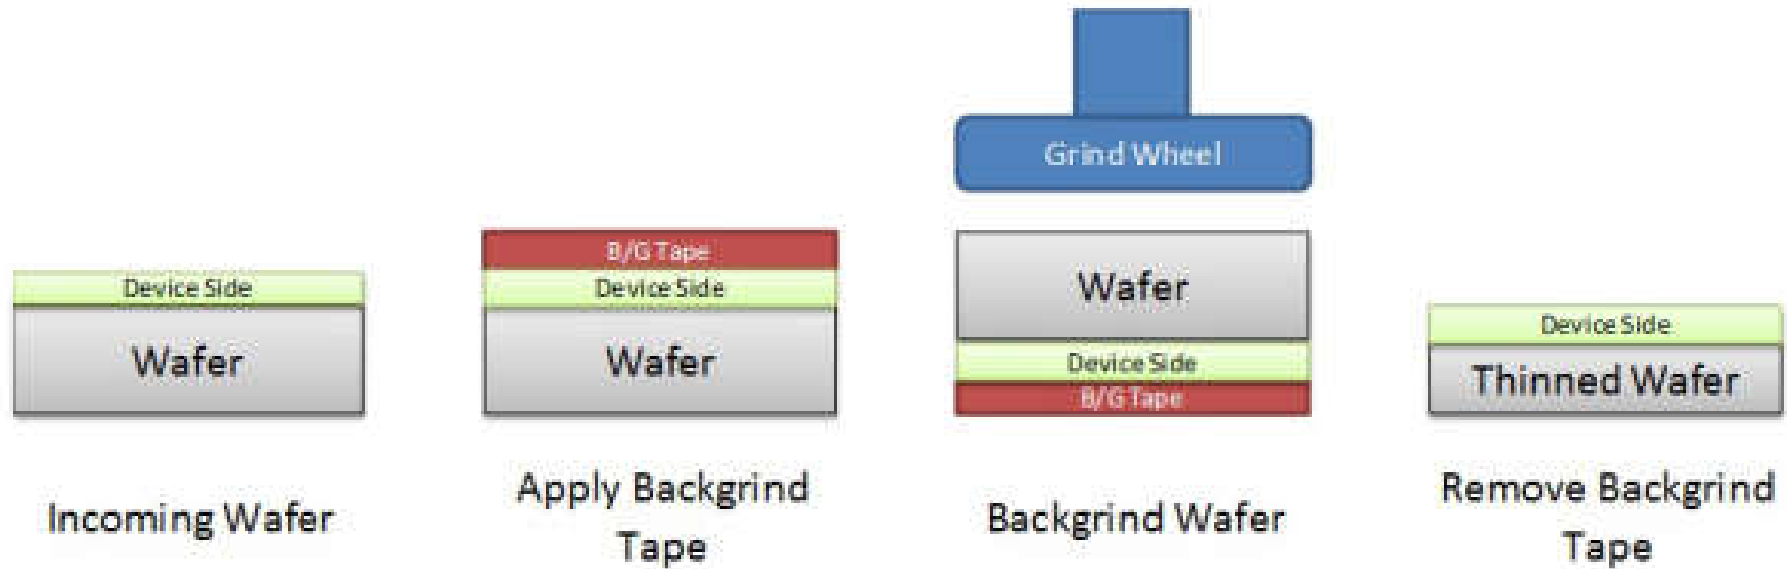 Device Side
Wafer
Incoming Wafer
B/G Tape
Device Side
Wafer
Apply Backgrind
Tape
Grind Wheel
Wafer
Device Side
B/G Tape
Backgrind Wafer
Device Side
Thinned Wafer
Remove Backgrind
Tape